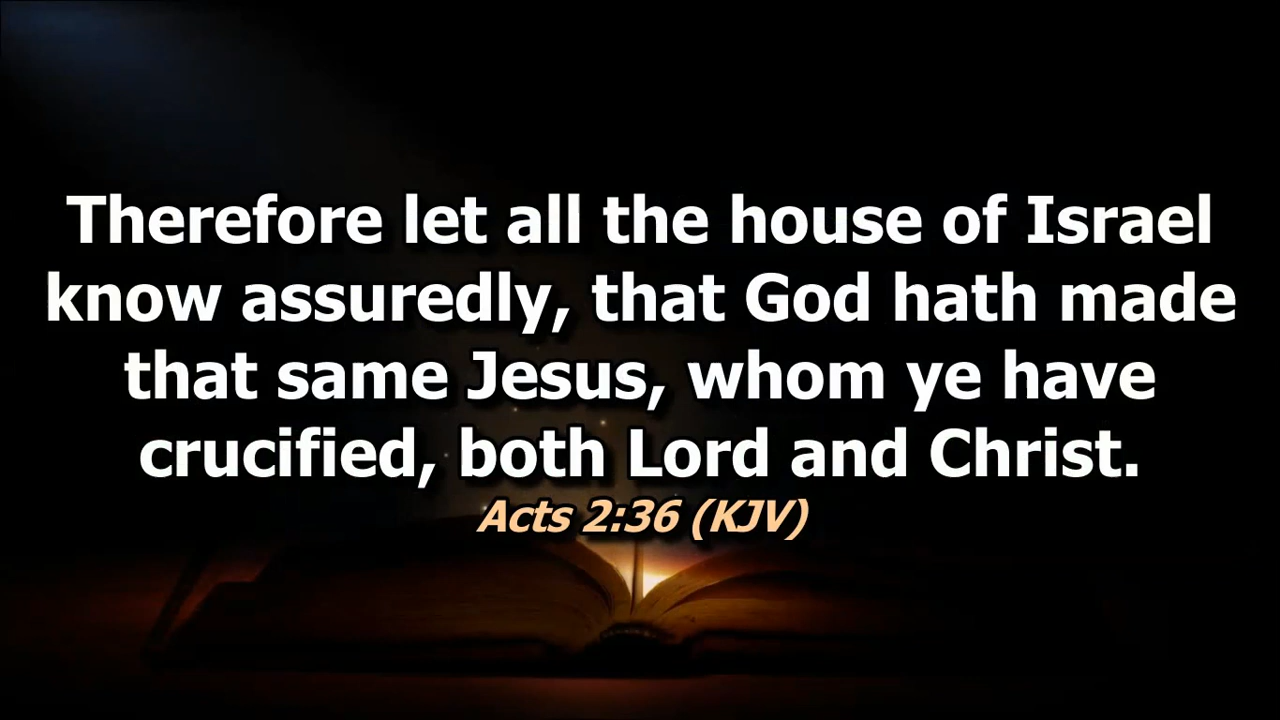 Therefore let all the house of Israel
know assuredly, that God hath made
that same Jesus, whom ye have
crucified, both Lord and Christ.
Acts 2:36 (KJV)